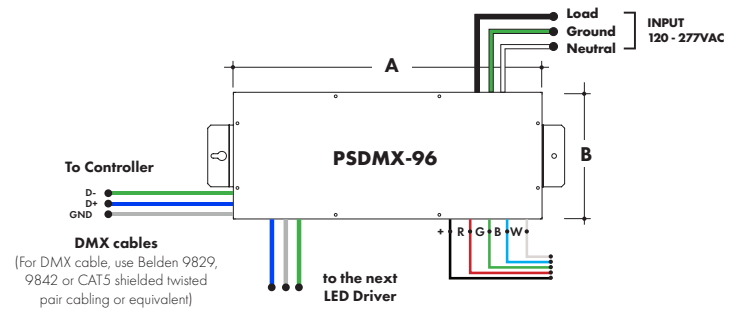 Load
Ground
Neutral
INPUT
120 - 277VAC
A
B
PSDMX-96
To Controller
D-
D+
GND
DMX cables
(For DMX cable, use Belden 9829,
9842 or CAT5 shielded twisted
pair cabling or equivalent)
to the next
LED Driver
+ R G B W